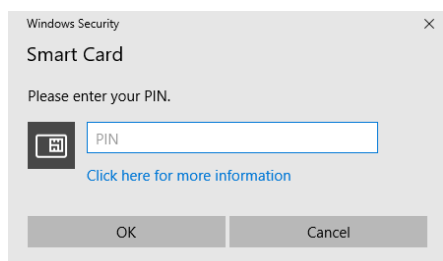 Windows Security
Smart Card
Please enter your PIN.
PIN
Click here for more information
OK Cancel